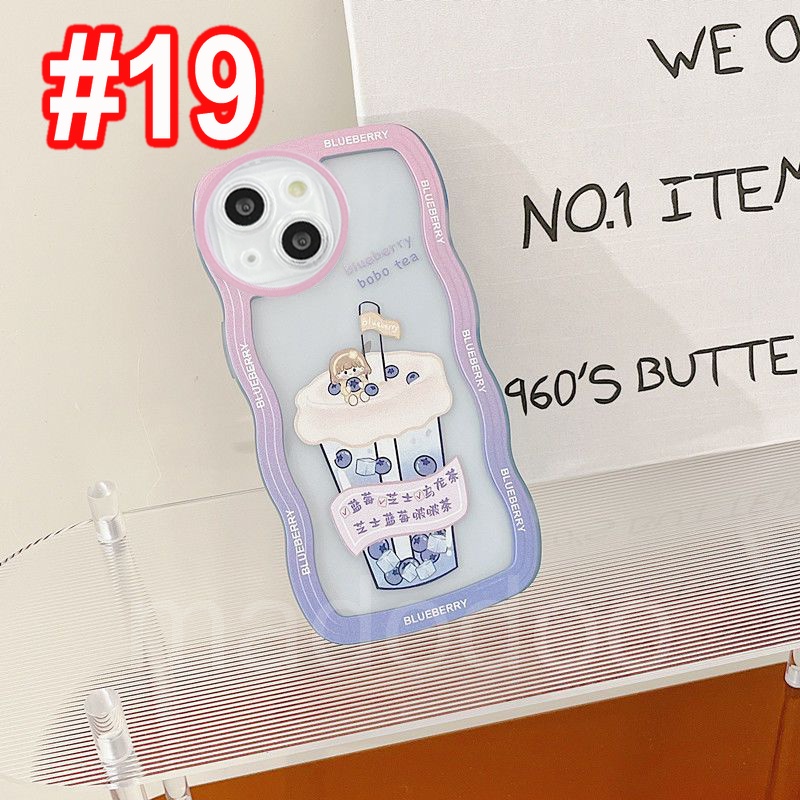 #19
WE O
NO.1 ITEM
960'S BUTTE
BLUEBERRY
BLUEBERRY
BLUEBERRY
BLUEBERRY
BLUEBERRY
BLUEBERRY
BLUEBERRY
blueberry
bobo tea
blueberry
蓝莓 芝士 乌龙茶
芝士蓝莓啵啵茶